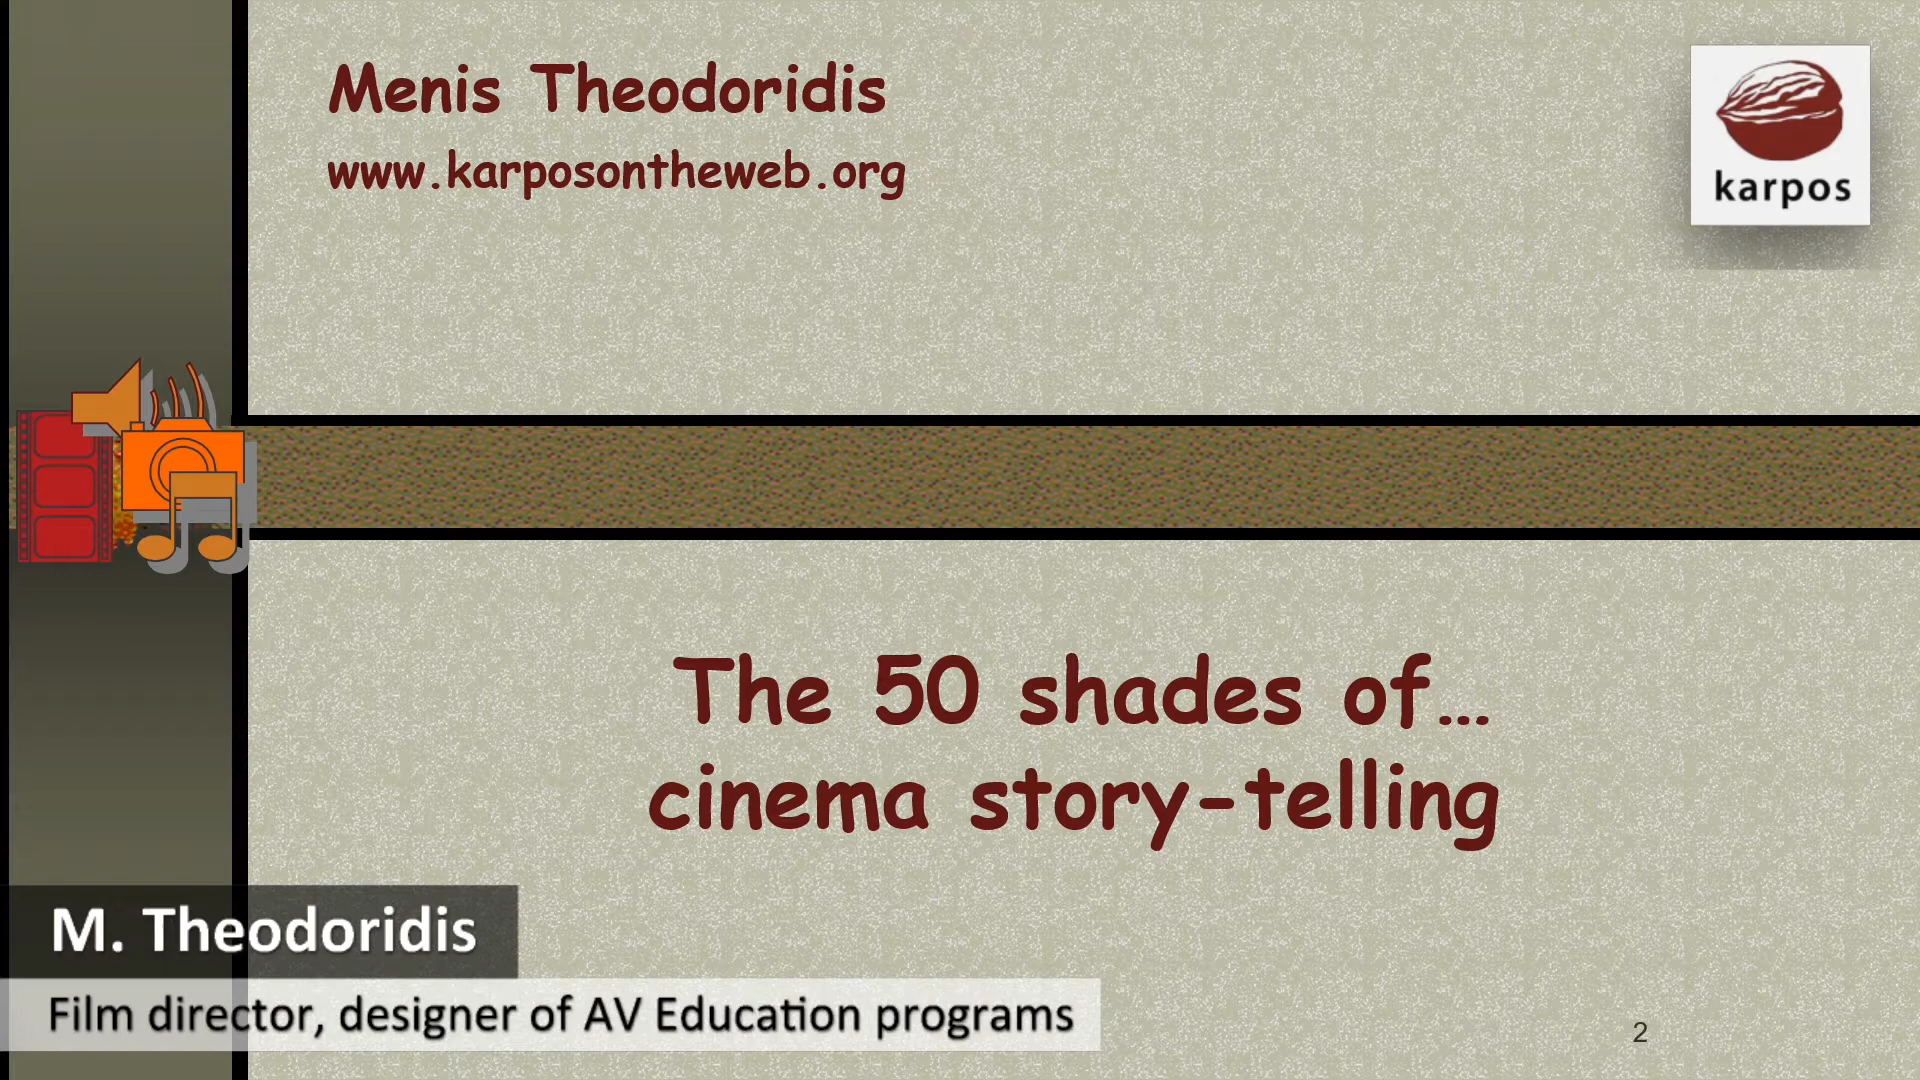 Menis Theodoridis
www.karposontheweb.org
karpos
The 50 shades of…
cinema story-telling
M. Theodoridis
Film director, designer of AV Education programs
2